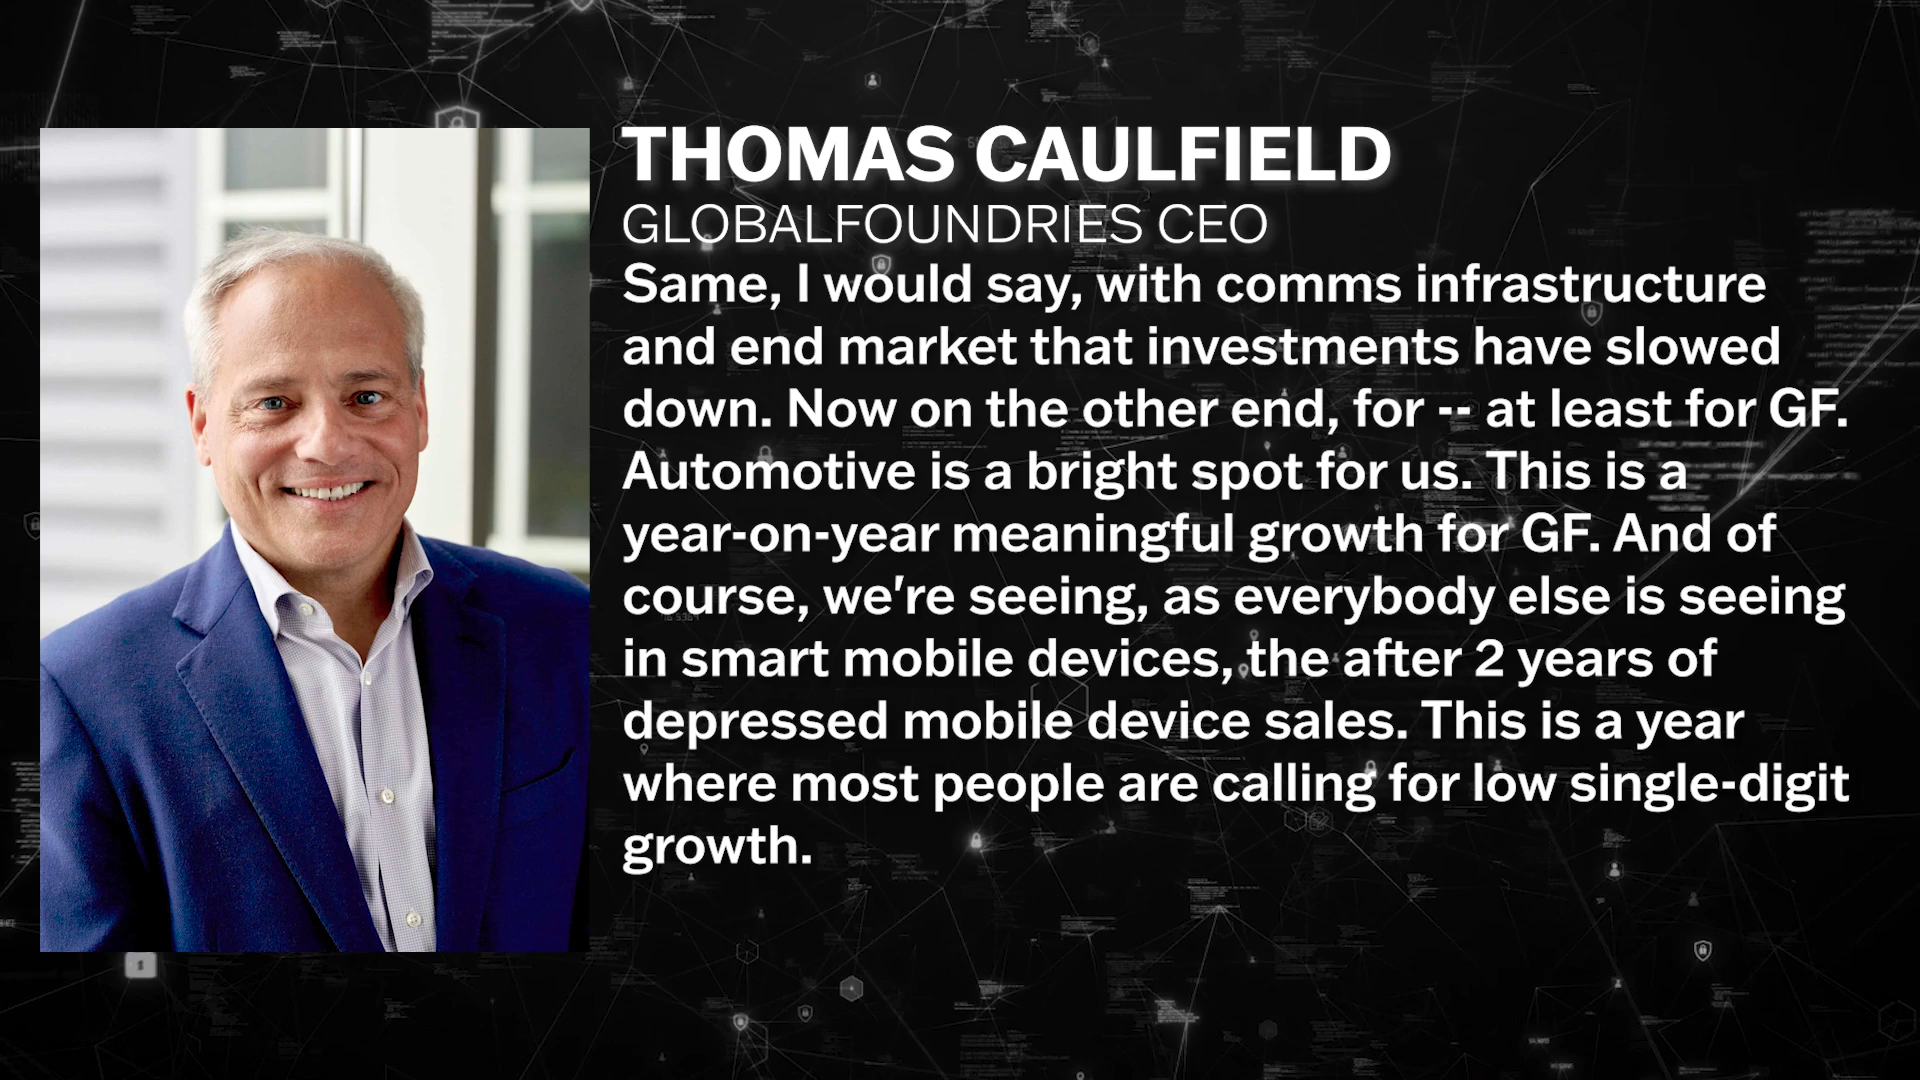 THOMAS CAULFIELD
GLOBALFOUNDRIES CEO
Same, I would say, with comms infrastructure
and end market that investments have slowed
down. Now on the other end, for -- at least for GF.
Automotive is a bright spot for us. This is a
year-on-year meaningful growth for GF. And of
course, we're seeing, as everybody else is seeing
in smart mobile devices, the after 2 years of
depressed mobile device sales. This is a year
where most people are calling for low single-digit
growth.